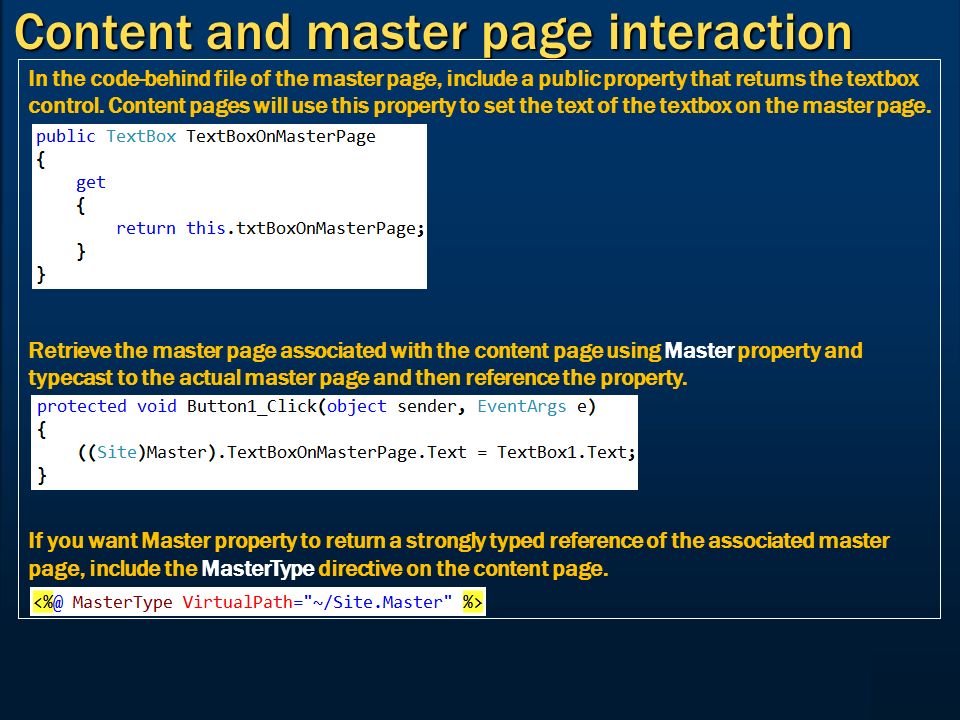 Content and master page interaction
In the code-behind file of the master page, include a public property that returns the textbox
control. Content pages will use this property to set the text of the textbox on the master page.
public TextBox TextBoxOnMasterPage
{
    get
    {
        return this.txtBoxOnMasterPage;
    }
}
Retrieve the master page associated with the content page using Master property and
typecast to the actual master page and then reference the property.
protected void Button1_Click(object sender, EventArgs e)
{
    ((Site)Master).TextBoxOnMasterPage.Text = TextBox1.Text;
}
If you want Master property to return a strongly typed reference of the associated master
page, include the MasterType directive on the content page.
<%@ MasterType VirtualPath="~/Site.Master" %>